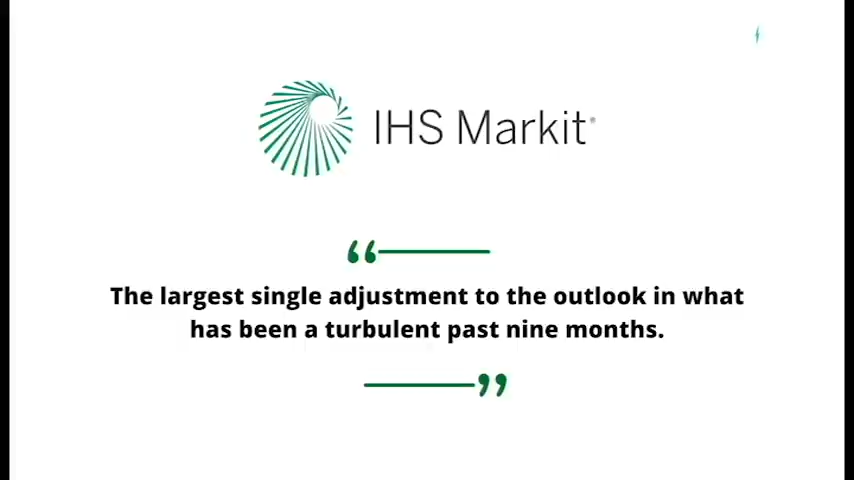 IHS Markit®
“
The largest single adjustment to the outlook in what
has been a turbulent past nine months.
”